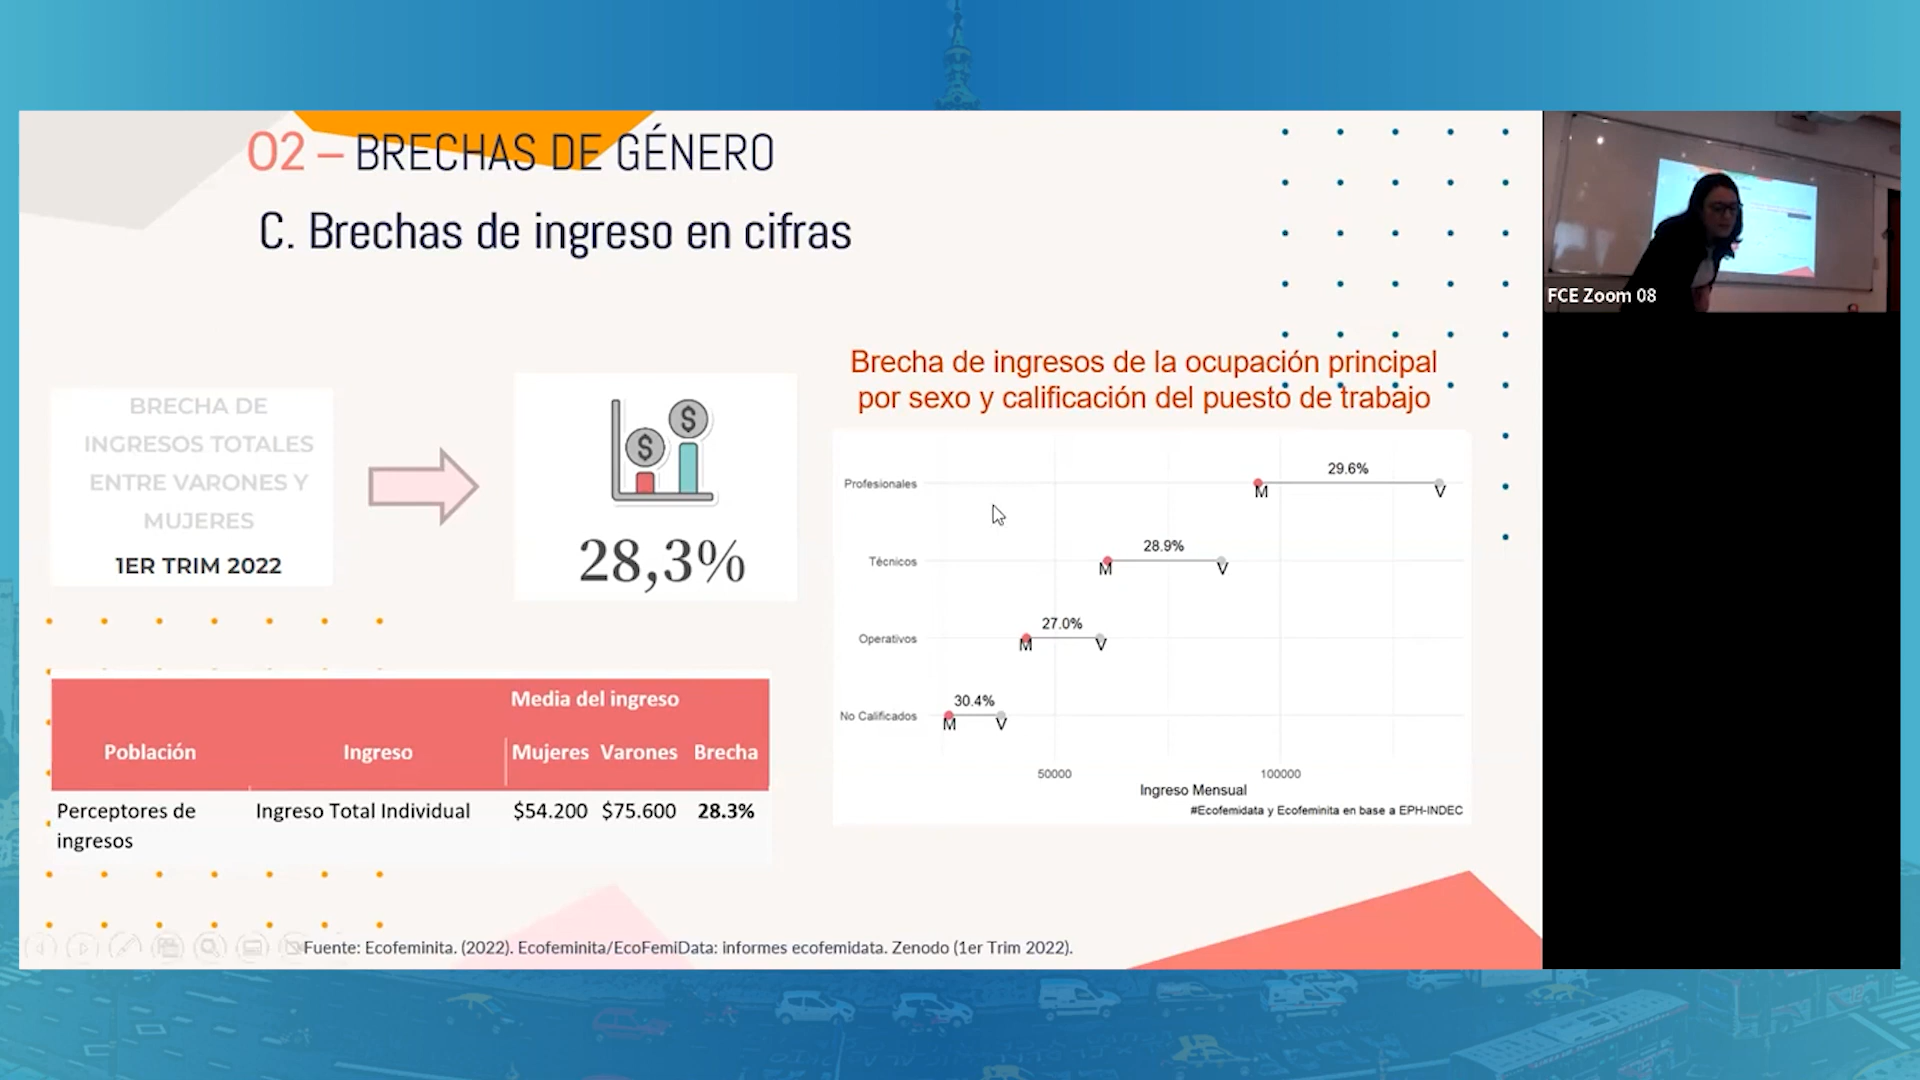 02 – BRECHAS DE GÉNERO
C. Brechas de ingreso en cifras
BRECHA DE
INGRESOS TOTALES
ENTRE VARONES Y
MUJERES
1ER TRIM 2022
$ $
28,3%
Media del ingreso
Población Ingreso Mujeres Varones Brecha
Perceptores de Ingreso Total Individual $54.200 $75.600 28.3%
ingresos
Brecha de ingresos de la ocupación principal
por sexo y calificación del puesto de trabajo
Profesionales M 29.6% V
Técnicos M 28.9% V
Operativos M 27.0% V
No Calificados M 30.4% V
50000 100000
Ingreso Mensual
#Ecofemidata y Ecofeminita en base a EPH-INDEC
Fuente: Ecofeminita. (2022). Ecofeminita/EcoFemiData: informes ecofemidata. Zenodo (1er Trim 2022).
FCE Zoom 08